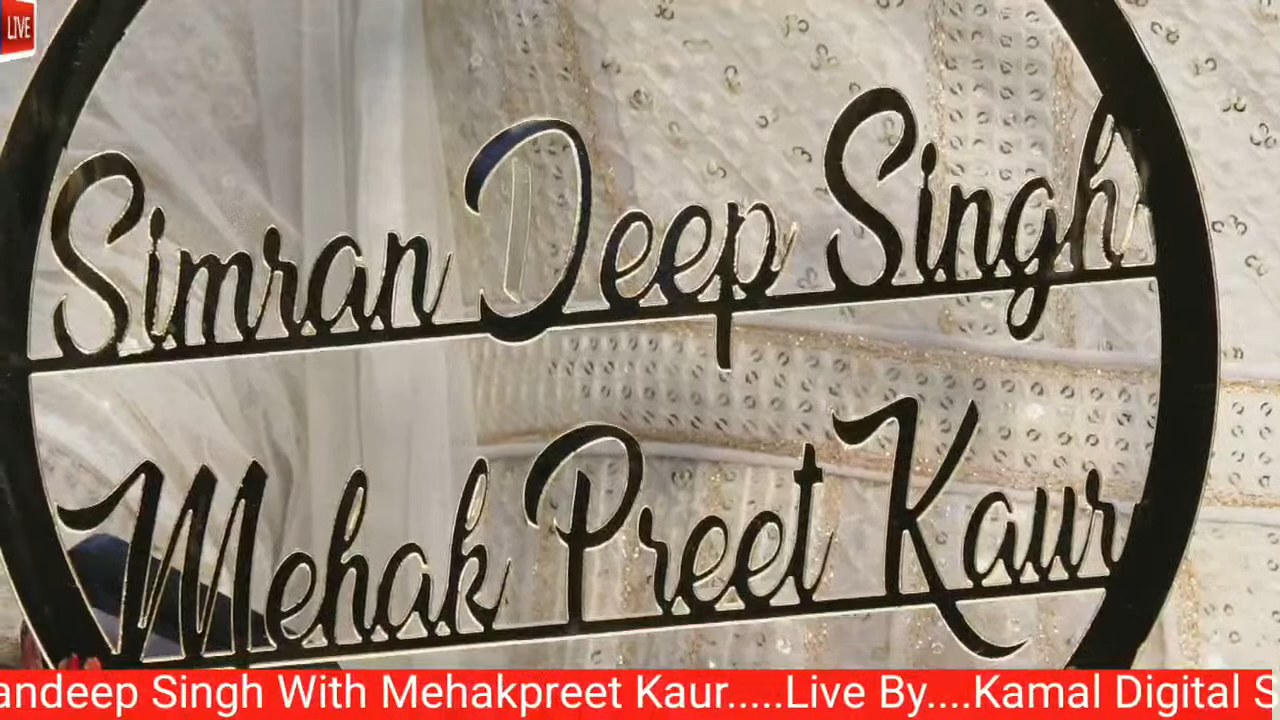 LIVE
Simran Deep Singh
Mehak Preet Kaur
andeep Singh With Mehakpreet Kaur.....Live By....Kamal Digital S